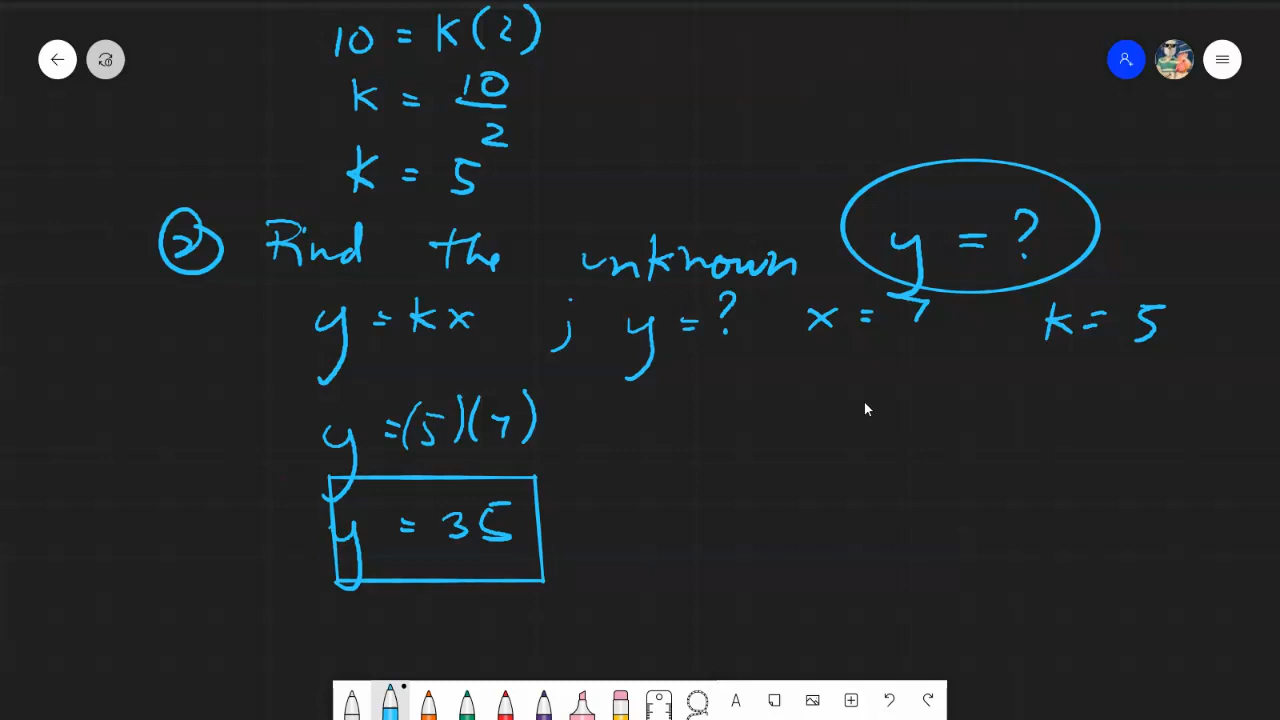 10 = K(2)
k = 10/2
k = 5
② Find the unknown y = ?
y = kx ; y = ? x = 7 k = 5
y = (5)(7)
y = 35
A